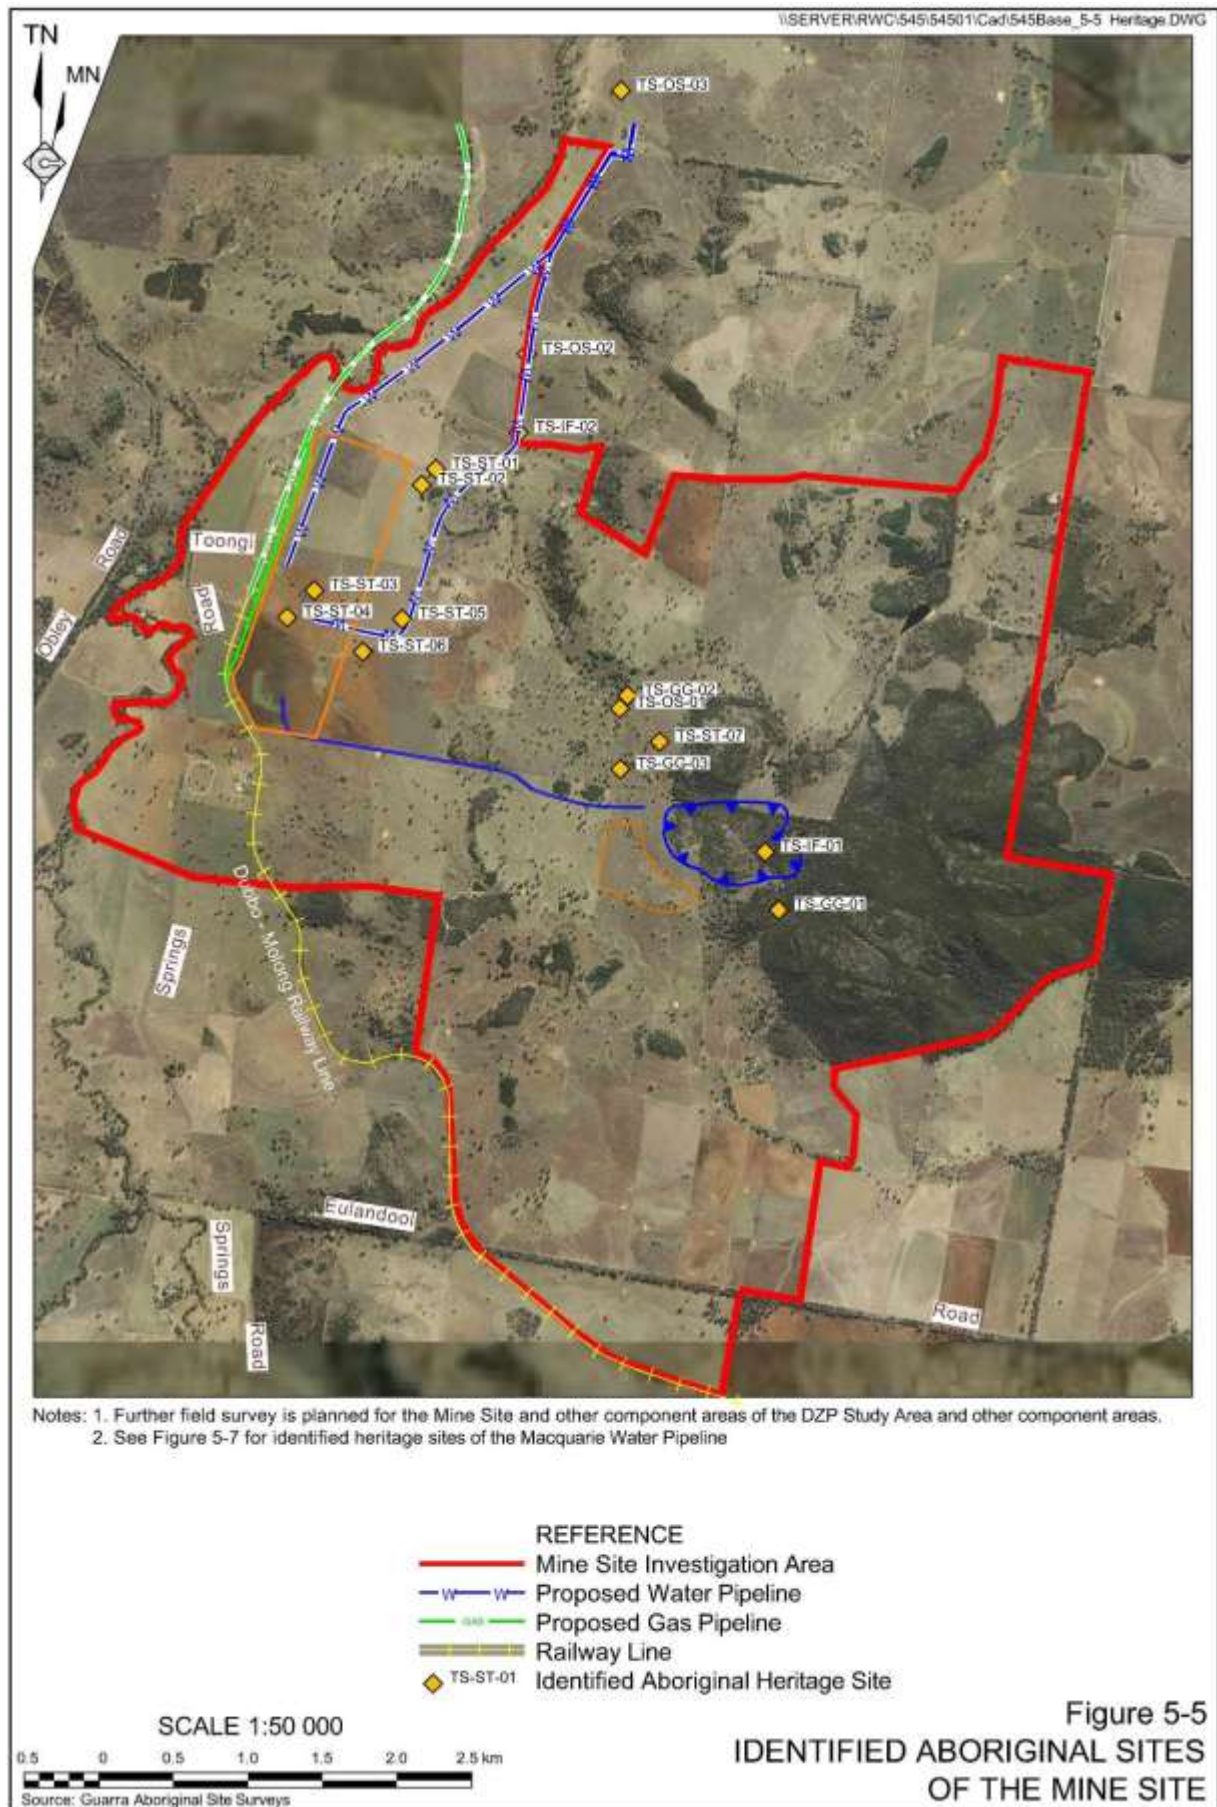 \\SERVER\RWC\545\54501\Cad\545Base_5-5 Heritage.DWG
TN
MN
TS-OS-03
TS-OS-02
TS-IF-02
TS-ST-01
TS-ST-02
Toongi
Road
Obley
Road
TS-ST-03
TS-ST-04
TS-ST-05
TS-ST-06
TS-GG-02
TS-OS-01
TS-ST-07
TS-GG-03
TS-IF-01
TS-GG-01
Dubbo - Molong Railway Line
Springs
Eulandool
Springs
Road
Road
Notes: 1. Further field survey is planned for the Mine Site and other component areas of the DZP Study Area and other component areas.
2. See Figure 5-7 for identified heritage sites of the Macquarie Water Pipeline
REFERENCE
Mine Site Investigation Area
W W Proposed Water Pipeline
GAS Proposed Gas Pipeline
Railway Line
TS-ST-01 Identified Aboriginal Heritage Site
SCALE 1:50 000
0.5 0 0.5 1.0 1.5 2.0 2.5 km
Source: Guarra Aboriginal Site Surveys
Figure 5-5
IDENTIFIED ABORIGINAL SITES
OF THE MINE SITE